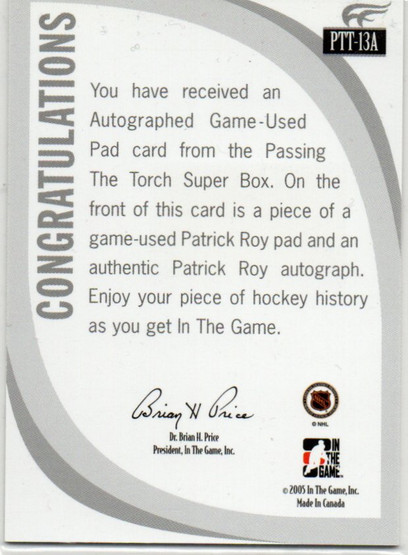 PTT-13A
CONGRATULATIONS
You have received an
Autographed Game-Used
Pad card from the Passing
The Torch Super Box. On the
front of this card is a piece of a
game-used Patrick Roy pad and an
authentic Patrick Roy autograph.
Enjoy your piece of hockey history
as you get In The Game.
Brian H Price
Dr. Brian H. Price
President, In The Game, Inc.
© NHL
IN
THE
GAME
© 2005 In The Game, Inc.
Made in Canada